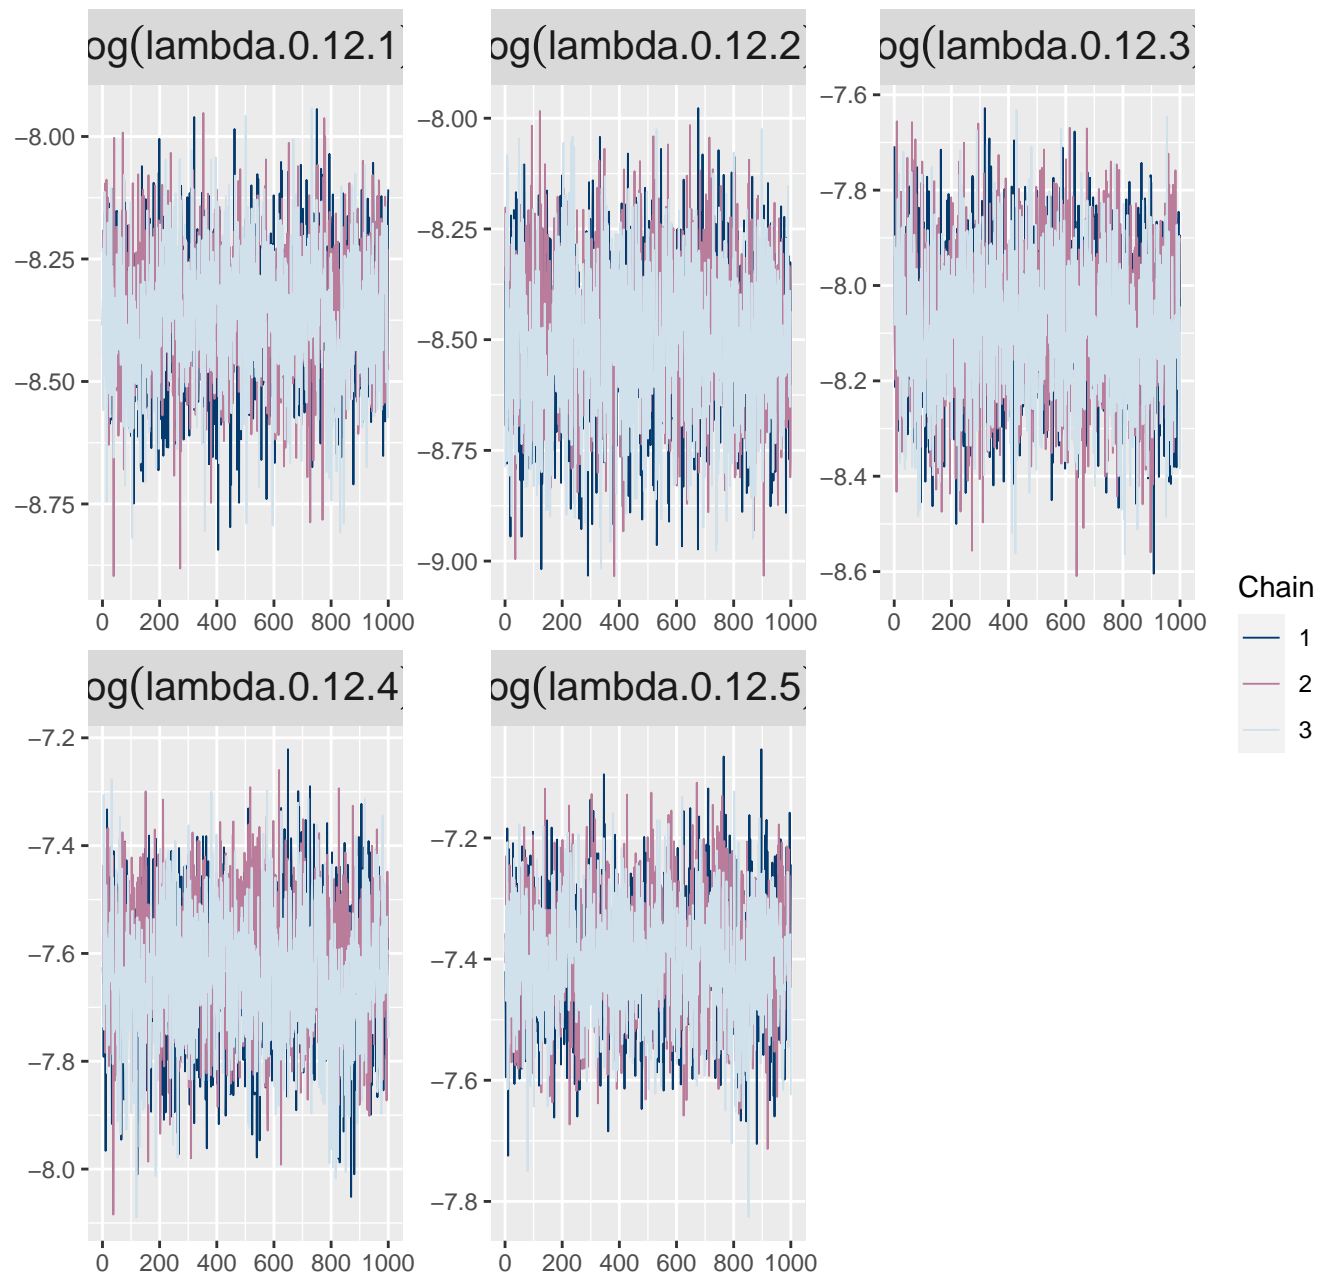 og(lambda.0.12.1)
og(lambda.0.12.2)
og(lambda.0.12.3)
−8.00
−8.25
−8.50
−8.75
0 200 400 600 800 1000
−8.00
−8.25
−8.50
−8.75
−9.00
0 200 400 600 800 1000
−7.6
−7.8
−8.0
−8.2
−8.4
−8.6
0 200 400 600 800 1000
og(lambda.0.12.4)
og(lambda.0.12.5)
−7.2
−7.4
−7.6
−7.8
−8.0
0 200 400 600 800 1000
−7.2
−7.4
−7.6
−7.8
0 200 400 600 800 1000
Chain
1
2
3